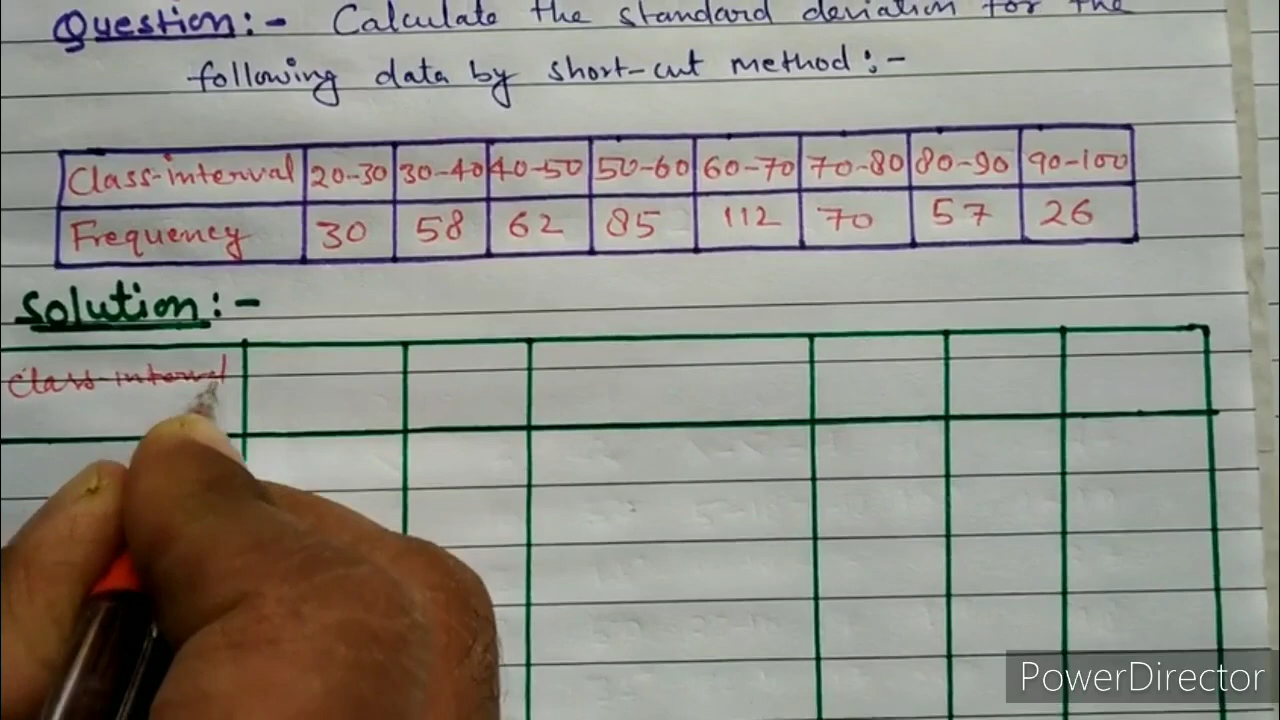 Question:- Calculate the standard deviation for the
following data by short-cut method:-
Class-interval 20-30 30-40 40-50 50-60 60-70 70-80 80-90 90-100
Frequency 30 58 62 85 112 70 57 26
Solution:-
Class-interval
PowerDirector